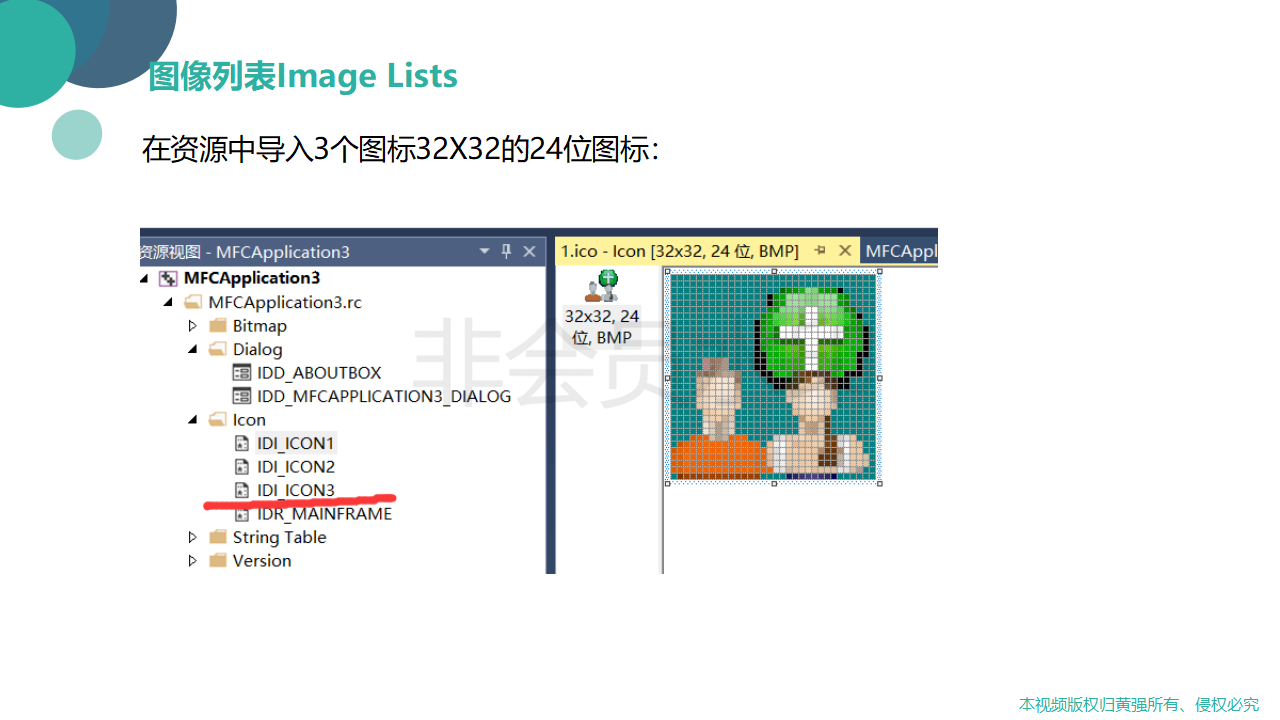 图像列表Image Lists
在资源中导入3个图标32X32的24位图标：
资源视图 - MFCApplication3
1.ico - Icon [32x32, 24 位, BMP]
MFCAppl
MFCApplication3
MFCApplication3.rc
Bitmap
Dialog
IDD_ABOUTBOX
IDD_MFCAPPLICATION3_DIALOG
Icon
IDI_ICON1
IDI_ICON2
IDI_ICON3
IDR_MAINFRAME
String Table
Version
32x32, 24
位, BMP
非会员
本视频版权归黄强所有、侵权必究